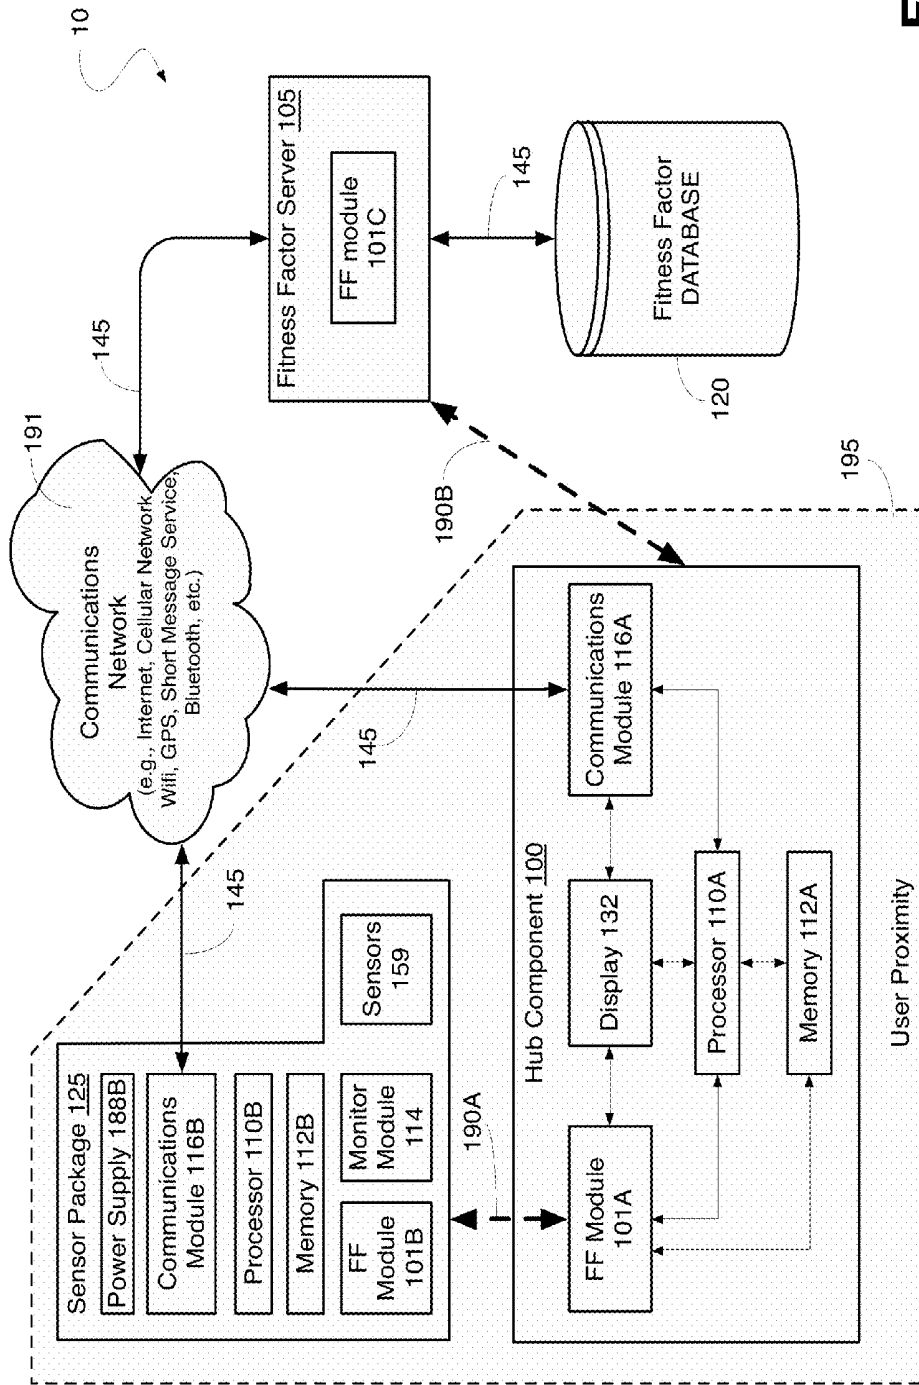 10
Sensor Package 125
Power Supply 188B
Communications
Module 116B
Processor 110B
Memory 112B
FF
Module
101B
Monitor
Module
114
Sensors
159
145
Communications
Network
(e.g., Internet, Cellular Network
Wifi, GPS, Short Message Service,
Bluetooth, etc.)
191
145
Fitness Factor Server 105
FF module
101C
145
190A
145
190B
Hub Component 100
FF Module
101A
Display 132
Communications
Module 116A
Processor 110A
Memory 112A
Fitness Factor
DATABASE
120
195
User Proximity